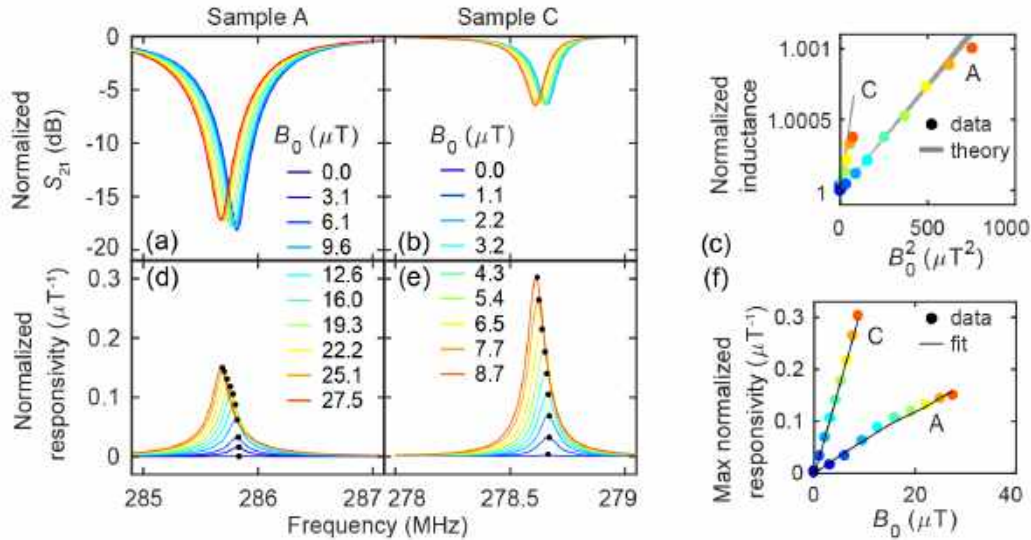 Sample A
Sample C
Normalized
S21 (dB)
0
-5
-10
-15
-20
(a)
B0 (μT)
0.0
3.1
6.1
9.6
12.6
16.0
19.3
22.2
25.1
27.5
(b)
B0 (μT)
0.0
1.1
2.2
3.2
4.3
5.4
6.5
7.7
8.7
Normalized
responsivity (μT⁻¹)
0.3
0.2
0.1
0
(d)
(e)
285
286
287
278
278.5
279
Frequency (MHz)
Normalized
inductance
1.001
1.0005
1
C
A
data
theory
0
500
1000
(c)
B0² (μT²)
(f)
Max normalized
responsivity (μT⁻¹)
0.3
0.2
0.1
0
C
A
data
fit
0
20
40
B0 (μT)